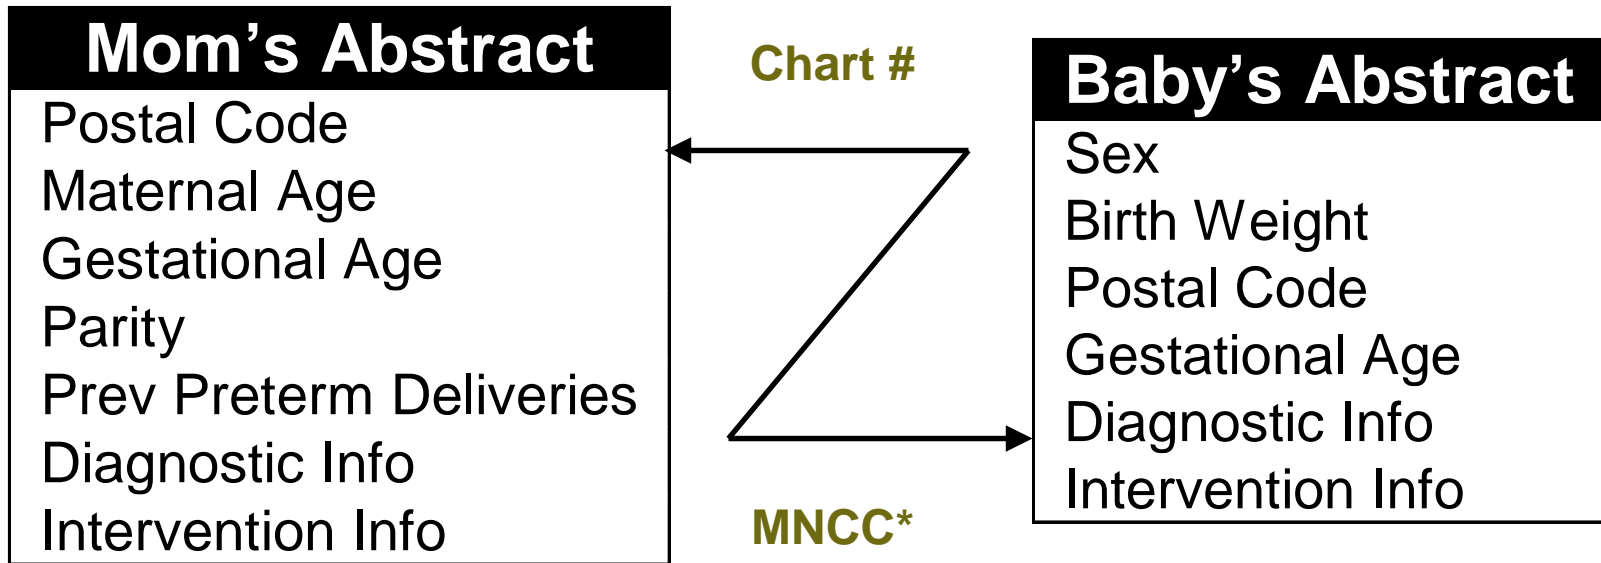 Mom's Abstract
Postal Code
Maternal Age
Gestational Age
Parity
Prev Preterm Deliveries
Diagnostic Info
Intervention Info
Chart #
MNCC*
Baby's Abstract
Sex
Birth Weight
Postal Code
Gestational Age
Diagnostic Info
Intervention Info